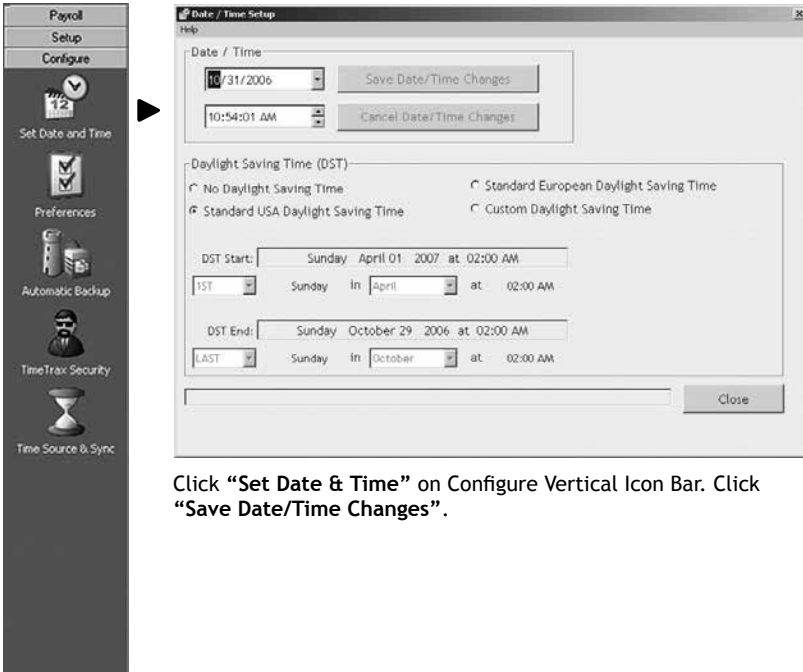 Payroll
Setup
Configure
12
Set Date and Time
Preferences
Automatic Backup
TimeTrax Security
Time Source & Sync
Date / Time Setup
Help
Date / Time
10/31/2006
Save Date/Time Changes
10:54:01 AM
Cancel Date/Time Changes
Daylight Saving Time (DST)
No Daylight Saving Time
Standard European Daylight Saving Time
Standard USA Daylight Saving Time
Custom Daylight Saving Time
DST Start: Sunday April 01 2007 at 02:00 AM
1ST Sunday in April at 02:00 AM
DST End: Sunday October 29 2006 at 02:00 AM
LAST Sunday in October at 02:00 AM
Close
Click “Set Date & Time” on Configure Vertical Icon Bar. Click
“Save Date/Time Changes”.